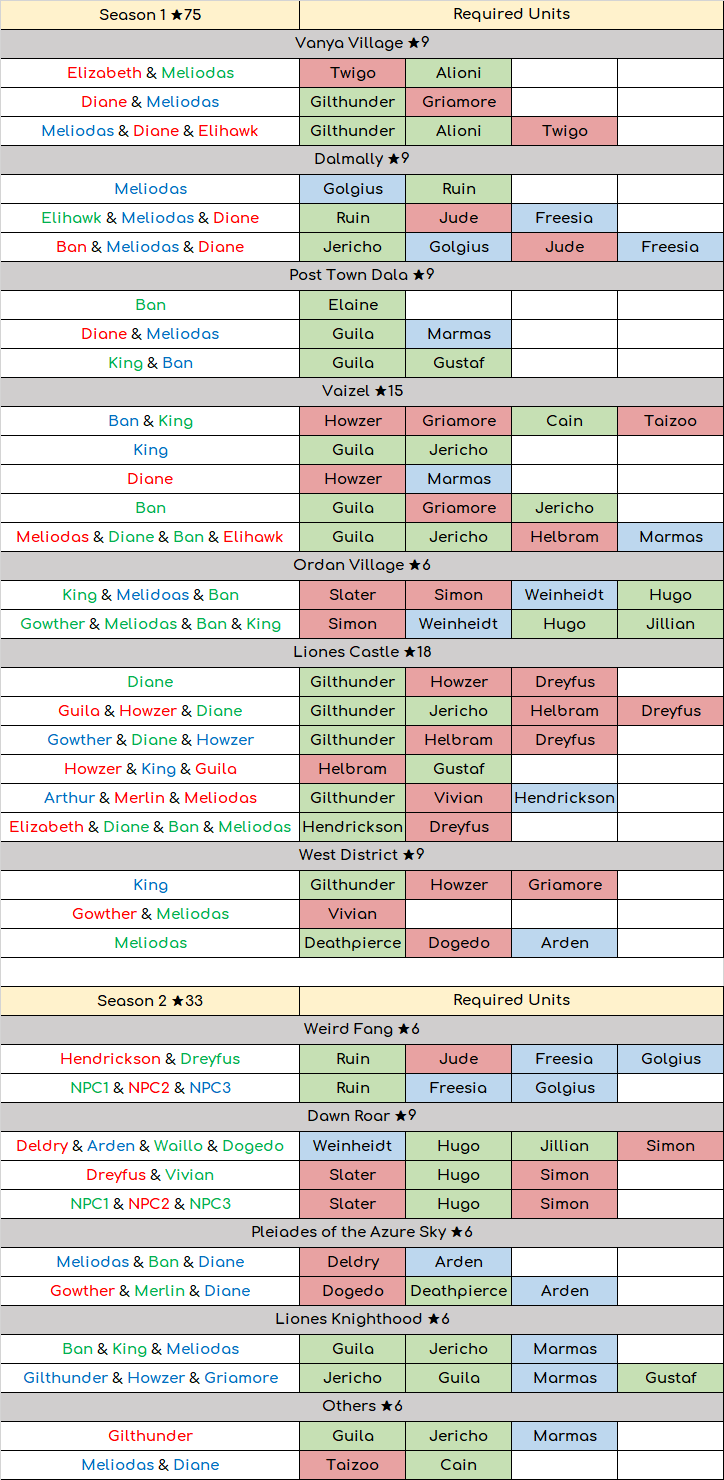 Season 1 ★75 Required Units
Vanya Village ★9
Elizabeth & Meliodas Twigo Alioni
Diane & Meliodas Gilthunder Griamore
Meliodas & Diane & Elihawk Gilthunder Alioni Twigo
Dalmally ★9
Meliodas Golgius Ruin
Elihawk & Meliodas & Diane Ruin Jude Freesia
Ban & Meliodas & Diane Jericho Golgius Jude Freesia
Post Town Dala ★9
Ban Elaine
Diane & Meliodas Guila Marmas
King & Ban Guila Gustaf
Vaizel ★15
Ban & King Howzer Griamore Cain Taizoo
King Guila Jericho
Diane Howzer Marmas
Ban Guila Griamore Jericho
Meliodas & Diane & Ban & Elihawk Guila Jericho Helbram Marmas
Ordan Village ★6
King & Melidoas & Ban Slater Simon Weinheidt Hugo
Gowther & Meliodas & Ban & King Simon Weinheidt Hugo Jillian
Liones Castle ★18
Diane Gilthunder Howzer Dreyfus
Guila & Howzer & Diane Gilthunder Jericho Helbram Dreyfus
Gowther & Diane & Howzer Gilthunder Helbram Dreyfus
Howzer & King & Guila Helbram Gustaf
Arthur & Merlin & Meliodas Gilthunder Vivian Hendrickson
Elizabeth & Diane & Ban & Meliodas Hendrickson Dreyfus
West District ★9
King Gilthunder Howzer Griamore
Gowther & Meliodas Vivian
Meliodas Deathpierce Dogedo Arden
Season 2 ★33 Required Units
Weird Fang ★6
Hendrickson & Dreyfus Ruin Jude Freesia Golgius
NPC1 & NPC2 & NPC3 Ruin Freesia Golgius
Dawn Roar ★9
Deldry & Arden & Waillo & Dogedo Weinheidt Hugo Jillian Simon
Dreyfus & Vivian Slater Hugo Simon
NPC1 & NPC2 & NPC3 Slater Hugo Simon
Pleiades of the Azure Sky ★6
Meliodas & Ban & Diane Deldry Arden
Gowther & Merlin & Diane Dogedo Deathpierce Arden
Liones Knighthood ★6
Ban & King & Meliodas Guila Jericho Marmas
Gilthunder & Howzer & Griamore Jericho Guila Marmas Gustaf
Others ★6
Gilthunder Guila Jericho Marmas
Meliodas & Diane Taizoo Cain